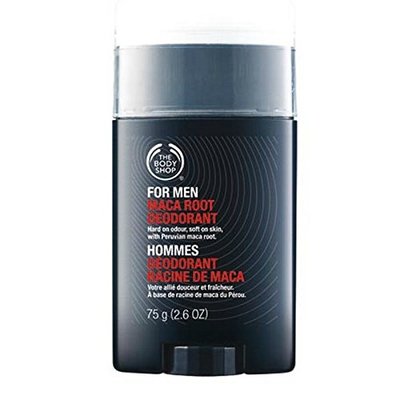 THE
BODY
SHOP®
FOR MEN
MACA ROOT
DEODORANT
Hard on odour, soft on skin,
with Peruvian maca root.
HOMMES
DÉODORANT
RACINE DE MACA
Votre allié douceur et fraîcheur.
À base de racine de maca du Pérou.
75 g (2.6 OZ)